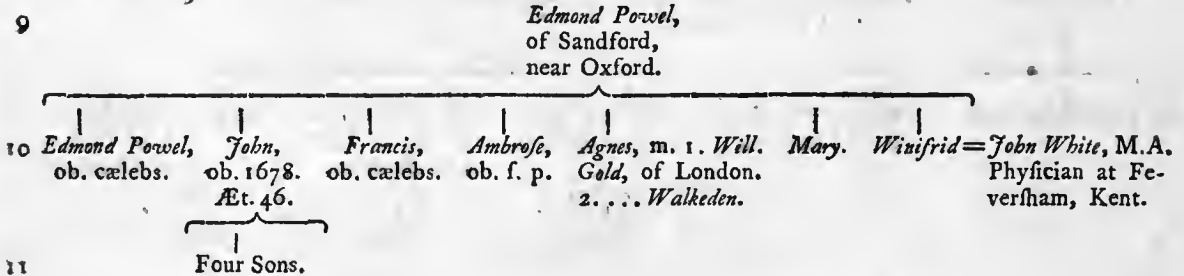 9
Edmond Powel,
of Sandford,
near Oxford.
10 Edmond Powel, John, Francis, Ambroſe, Agnes, m. 1. Will. Mary. Winifrid = John White, M.A.
ob. cælebs. ob. 1678. ob. cælebs. ob. ſ. p. Gold, of London. Phyſician at Fe-
Æt. 46. 2. ... Walkeden. verſham, Kent.
11 Four Sons.